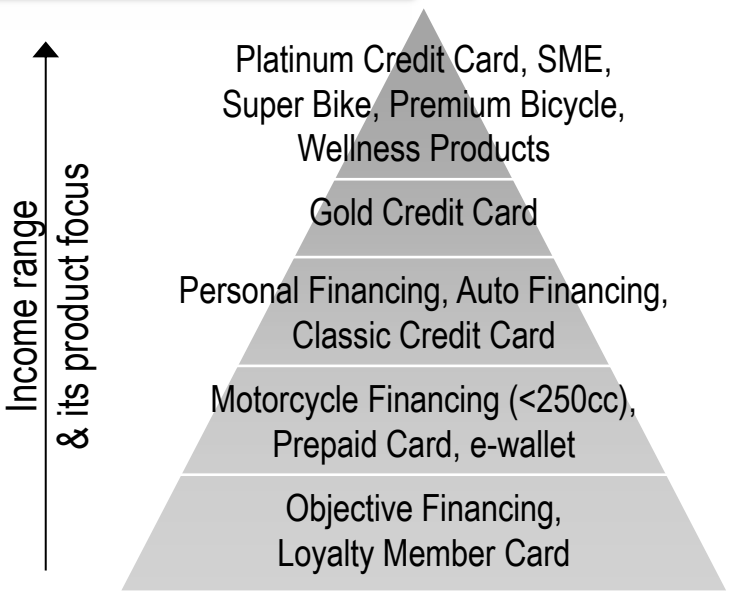 Income range
& its product focus
Platinum Credit Card, SME,
Super Bike, Premium Bicycle,
Wellness Products
Gold Credit Card
Personal Financing, Auto Financing,
Classic Credit Card
Motorcycle Financing (<250cc),
Prepaid Card, e-wallet
Objective Financing,
Loyalty Member Card